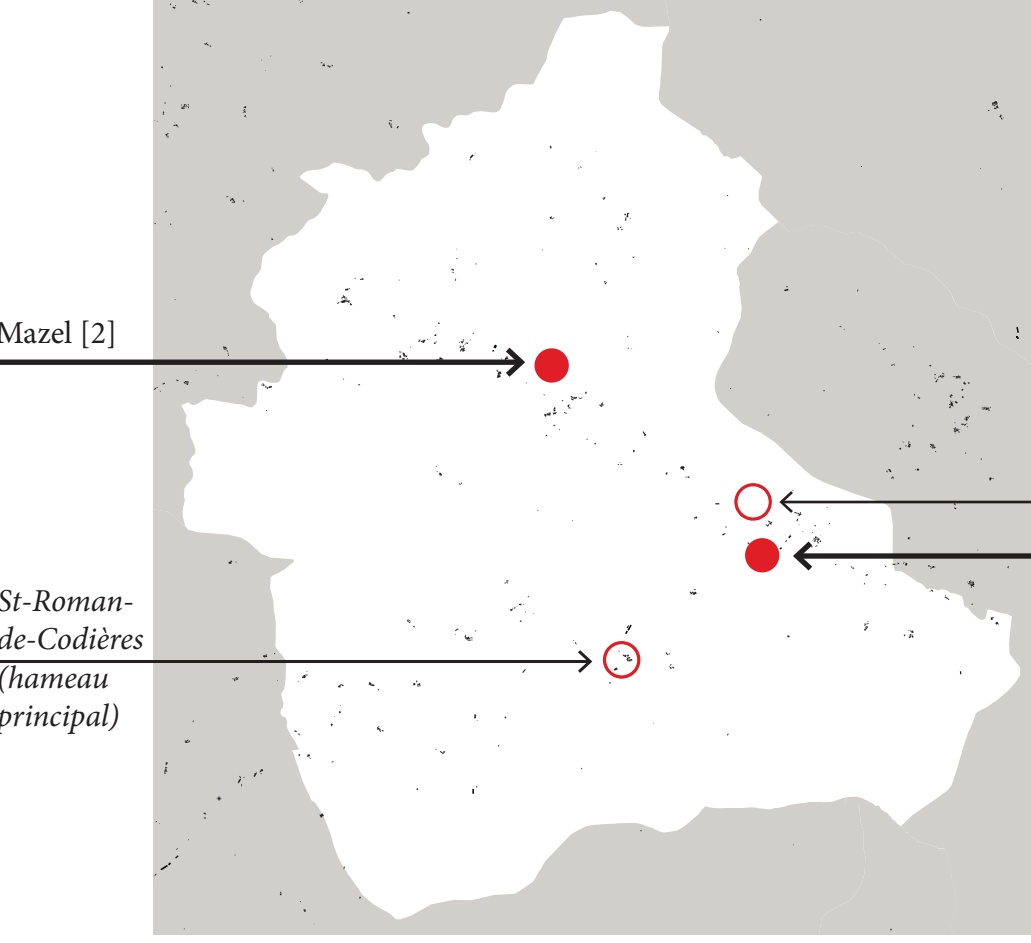 Mazel [2]
St-Roman-
de-Codières
(hameau
principal)